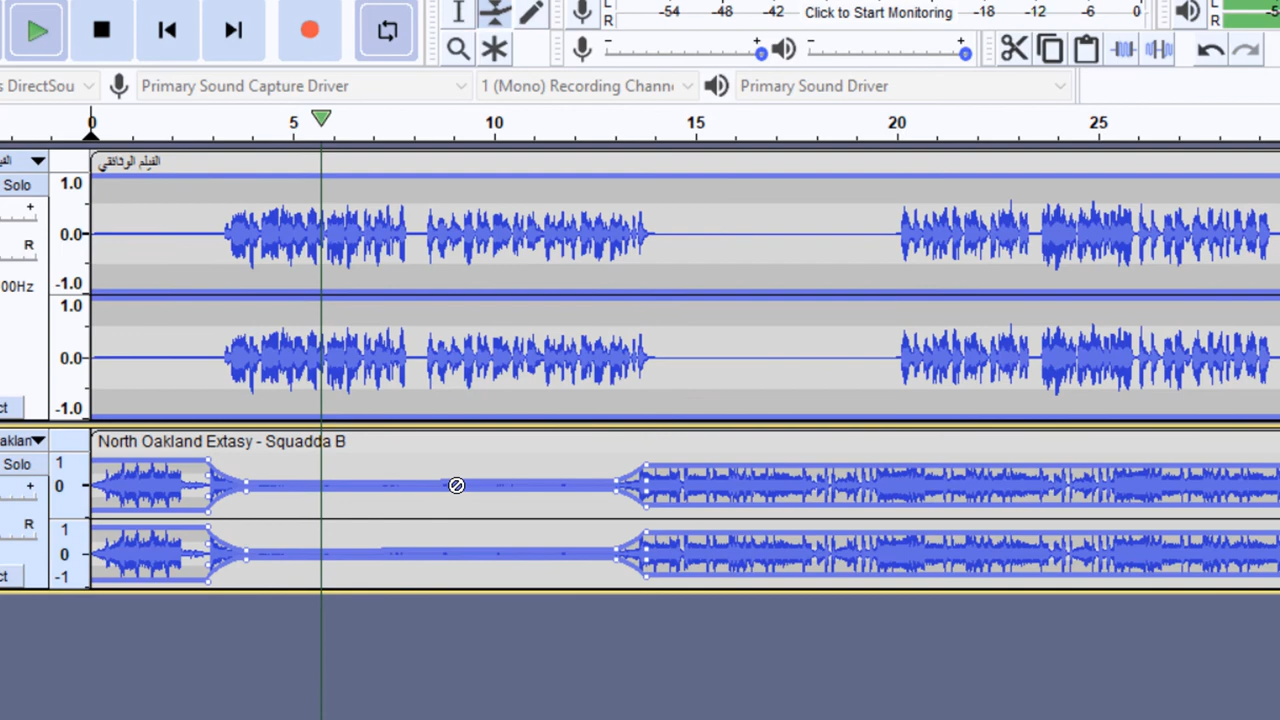 L
R
-54 -48 -42 Click to Start Monitoring -18 -12 -6 0
L
R
-5
- +
- +
s DirectSou
Primary Sound Capture Driver
1 (Mono) Recording Chann
Primary Sound Driver
0 5 10 15 20 25
الفيلم الوثائقي
Solo
+
R
00Hz
ct
1.0
0.0
-1.0
1.0
0.0
-1.0
aklan
North Oakland Extasy - Squadda B
Solo
+
R
ct
1
0
1
0
-1